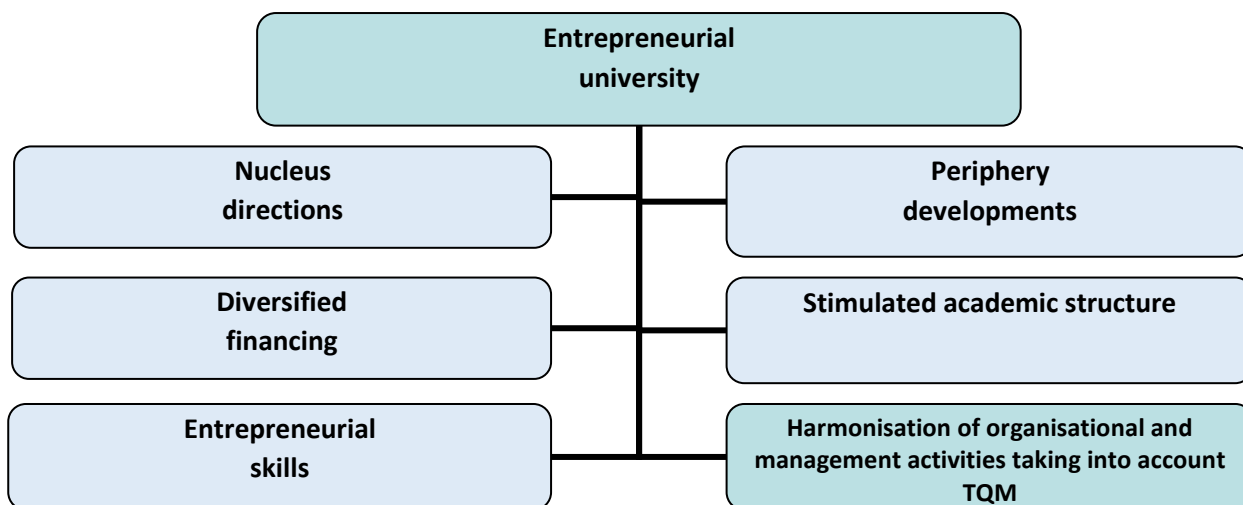 Entrepreneurial
university
Nucleus
directions
Periphery
developments
Diversified
financing
Stimulated academic structure
Entrepreneurial
skills
Harmonisation of organisational and
management activities taking into account
TQM